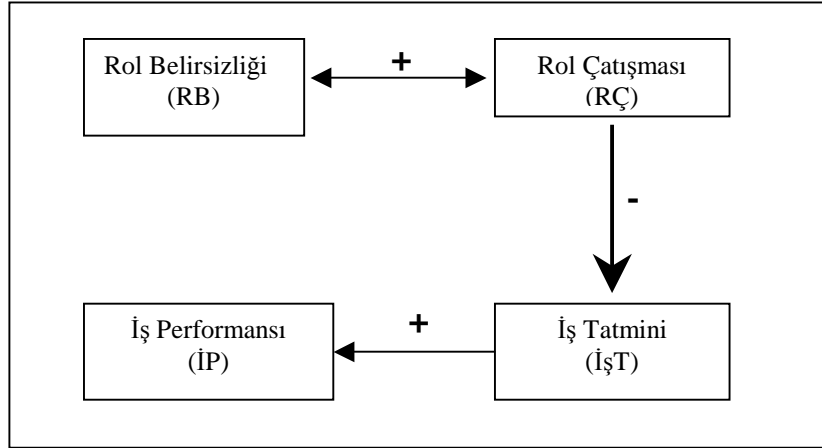 Rol Belirsizliği
(RB)
+
Rol Çatışması
(RÇ)
-
İş Performansı
(İP)
+
İş Tatmini
(İşT)